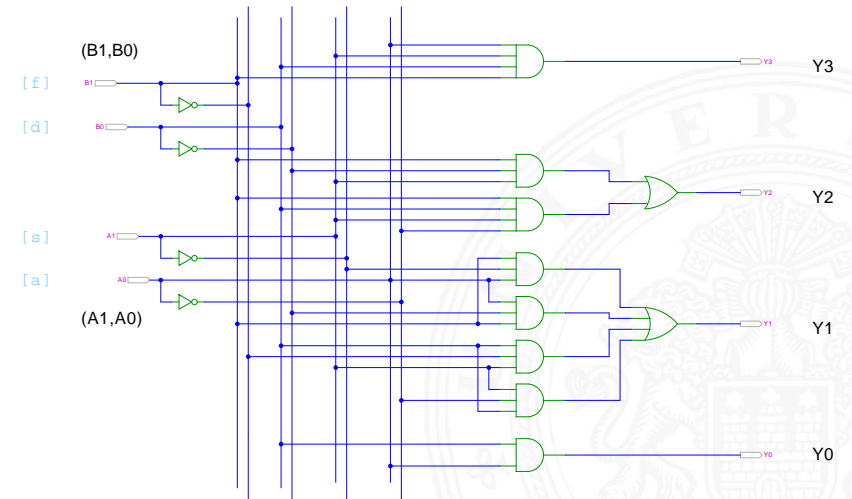 (B1,B0)
[f] B1
[d] B0
[s] A1
[a] A0
(A1,A0)
Y3 Y3
Y2 Y2
Y1 Y1
Y0 Y0
V E R